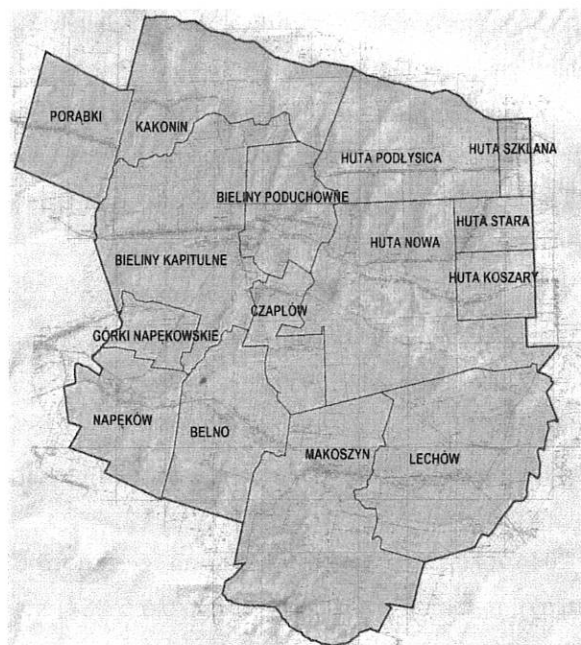 PORĄBKI
KAKONIN
HUTA PODŁYSICA
HUTA SZKLANA
BIELINY PODUCHOWNE
HUTA STARA
HUTA NOWA
BIELINY KAPITULNE
HUTA KOSZARY
CZAPLÓW
GÓRKI NAPĘKOWSKIE
NAPĘKÓW
BELNO
MAKOSZYN
LECHÓW